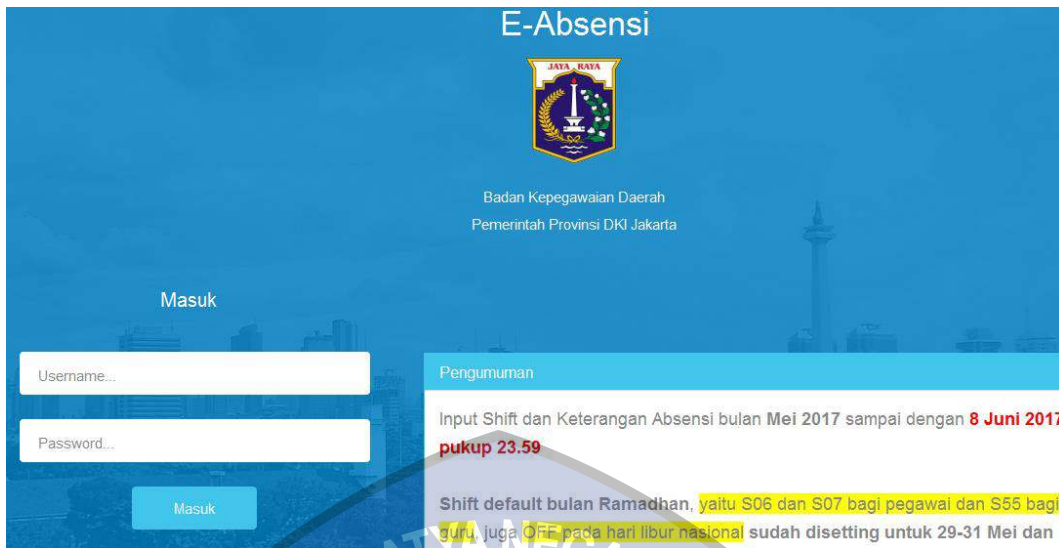 E-Absensi
JAYA RAYA
Badan Kepegawaian Daerah
Pemerintah Provinsi DKI Jakarta
Masuk
Username...
Password...
Masuk
Pengumuman
Input Shift dan Keterangan Absensi bulan Mei 2017 sampai dengan 8 Juni 2017
pukup 23.59
Shift default bulan Ramadhan, yaitu S06 dan S07 bagi pegawai dan S55 bagi
guru, juga OFF pada hari libur nasional sudah disetting untuk 29-31 Mei dan